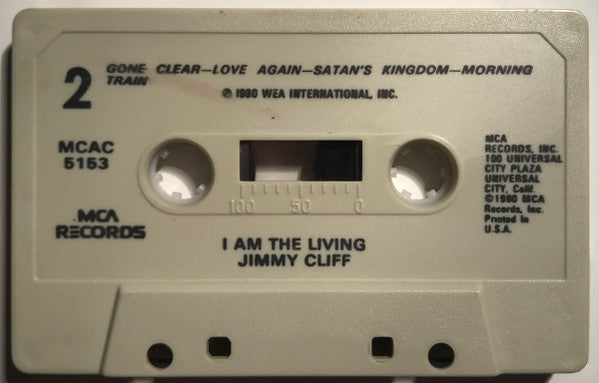 2
GONE CLEAR—LOVE AGAIN—SATAN'S KINGDOM—MORNING
TRAIN
℗ 1980 WEA INTERNATIONAL, INC.
MCAC
5153
MCA
RECORDS
100 50 0
MCA
RECORDS, INC.
100 UNIVERSAL
CITY PLAZA
UNIVERSAL
CITY, Calif.
©1980 MCA
Records, Inc.
Printed in
U.S.A.
I AM THE LIVING
JIMMY CLIFF